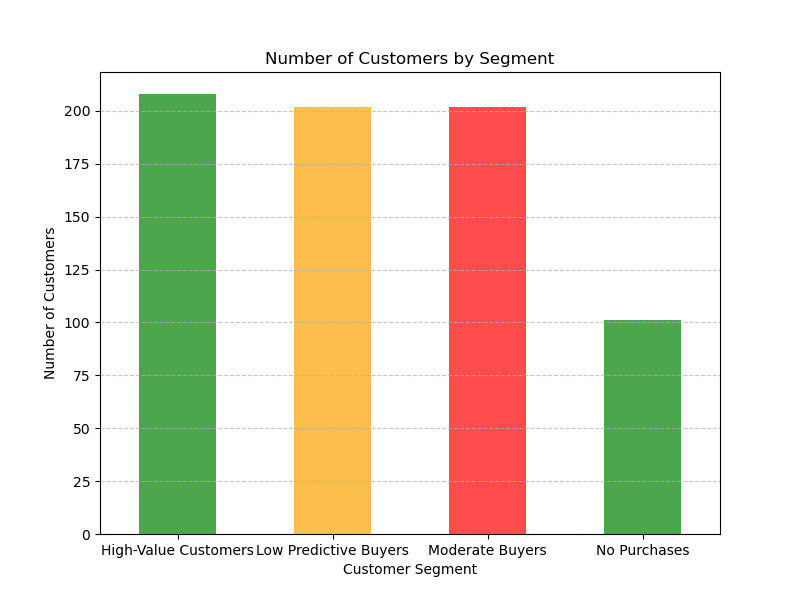 Number of Customers by Segment
Number of Customers
200
175
150
125
100
75
50
25
0
High-Value Customers Low Predictive Buyers Moderate Buyers No Purchases
Customer Segment